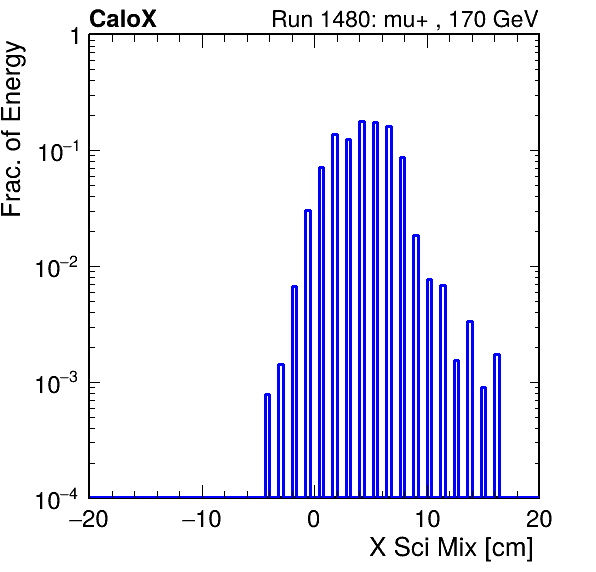 CaloX Run 1480: mu+ , 170 GeV
Frac. of Energy
1
10⁻¹
10⁻²
10⁻³
10⁻⁴
−20 −10 0 10 20
X Sci Mix [cm]